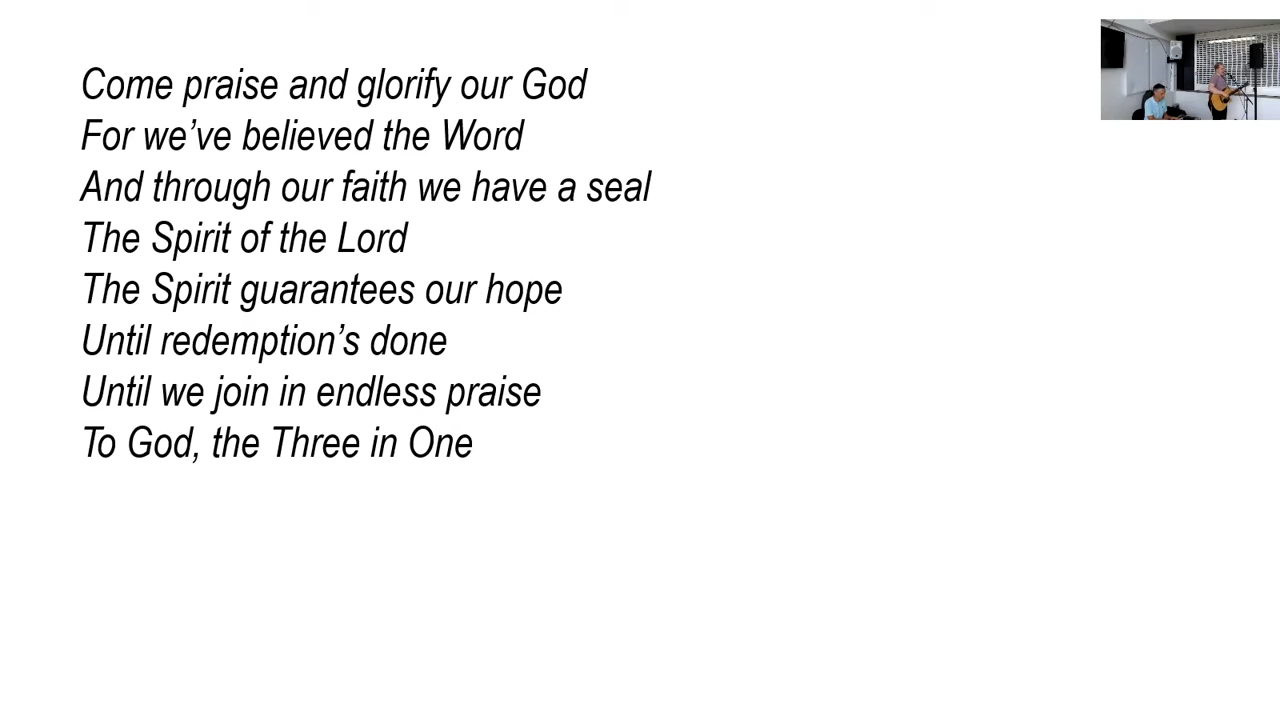 Come praise and glorify our God
For we’ve believed the Word
And through our faith we have a seal
The Spirit of the Lord
The Spirit guarantees our hope
Until redemption’s done
Until we join in endless praise
To God, the Three in One